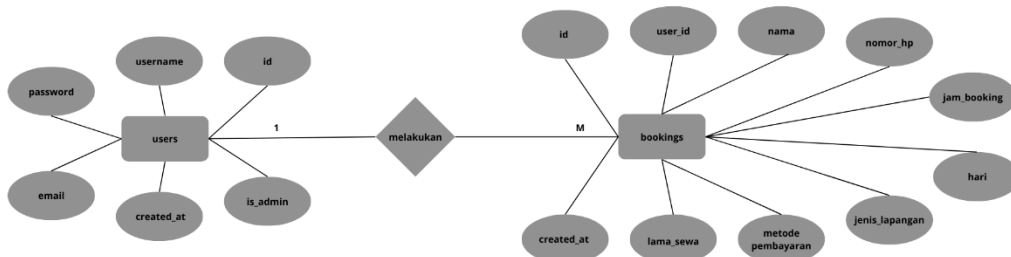 id
user_id
nama
nomor_hp
username
id
password
jam_booking
users
1
melakukan
M
bookings
hari
email
created_at
is_admin
jenis_lapangan
created_at
lama_sewa
metode
pembayaran